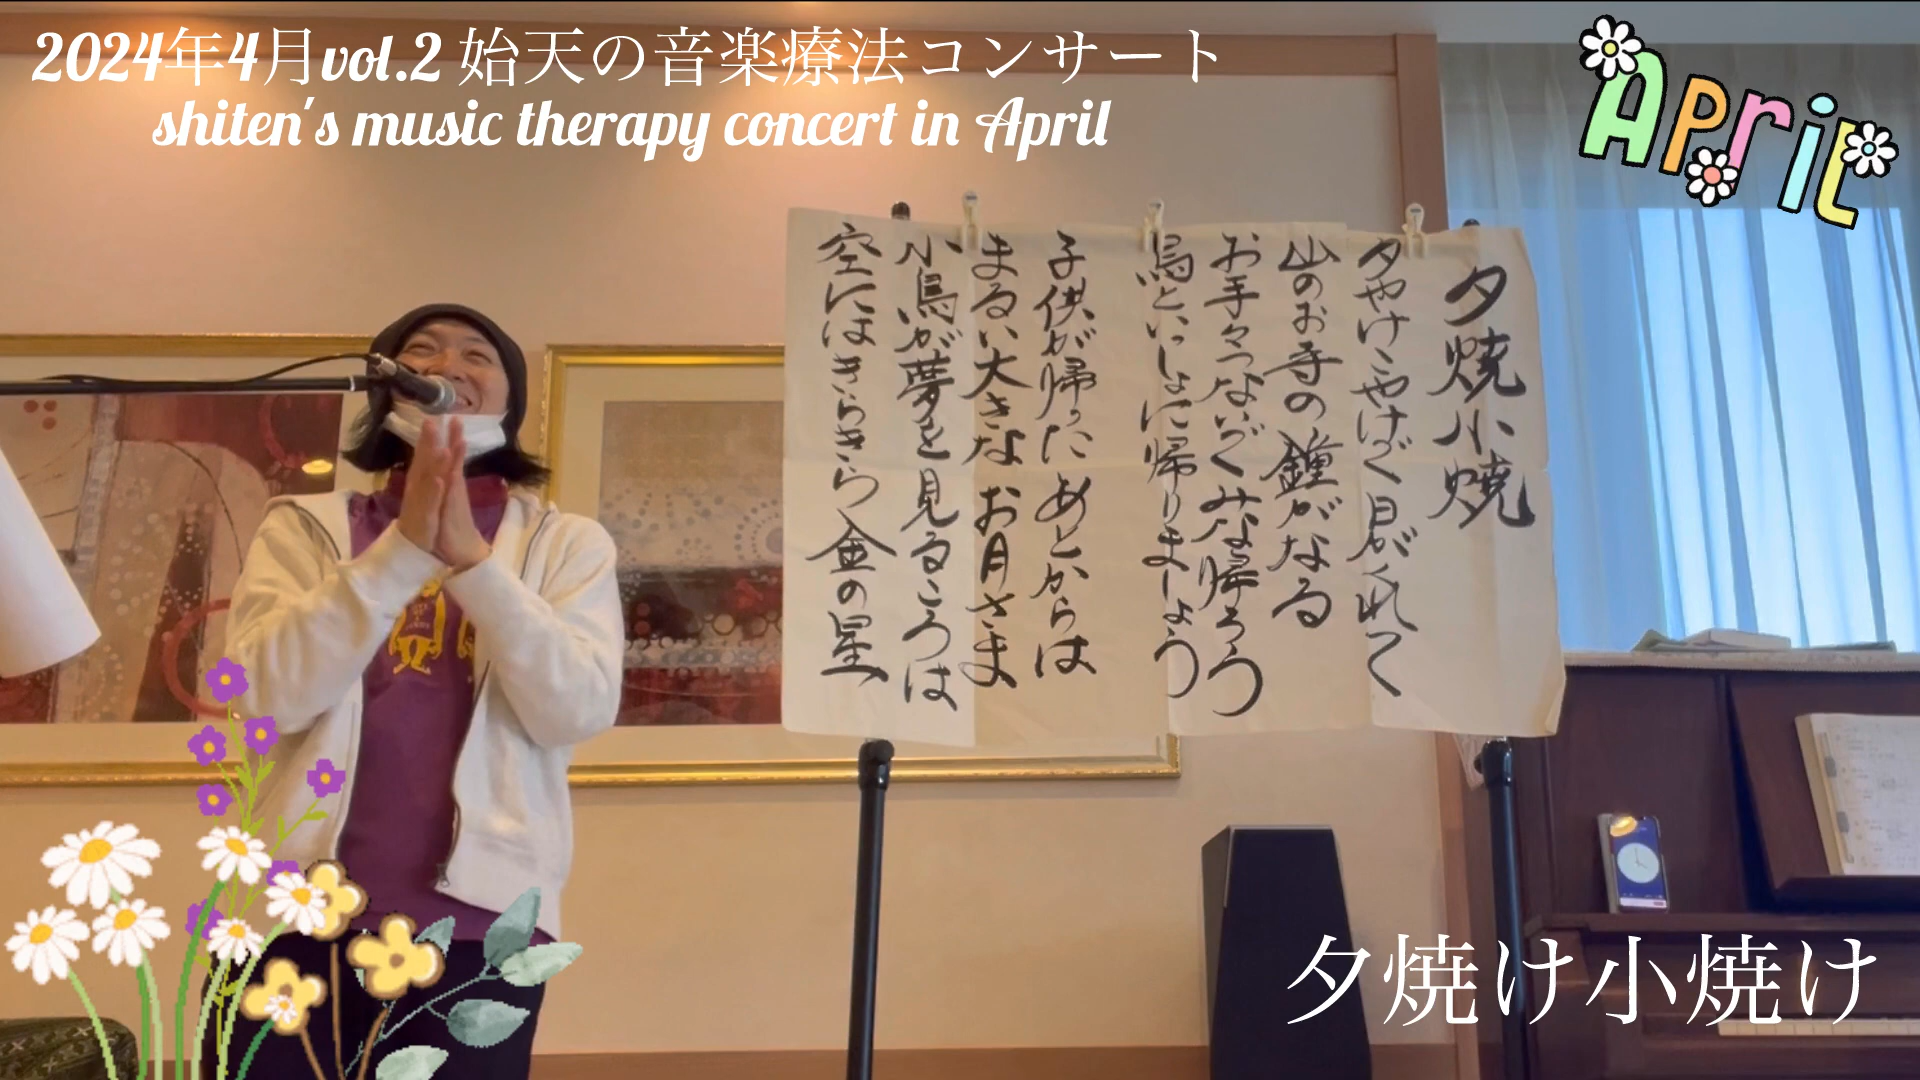 2024年4月vol.2 始天の音楽療法コンサート
shiten's music therapy concert in April
APRIL
夕焼小焼
夕やけこやけで日がくれて
山のお寺の鐘がなる
お手々つないでみな帰ろう
烏といっしょに帰りましょう
子供が帰った あとからは
まるい大きな お月さま
小鳥が夢を見るころは
空にはきらきら金の星
夕焼け小焼け